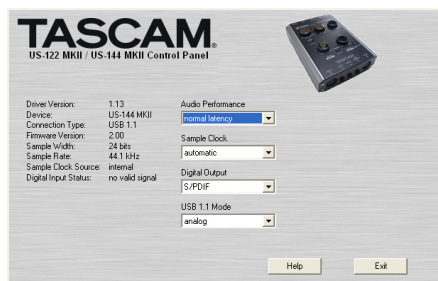 TASCAM®
US-122 MKII / US-144 MKII Control Panel
Driver Version: 1.13
Device: US-144 MKII
Connection Type: USB 1.1
Firmware Version: 2.00
Sample Width: 24 bits
Sample Rate: 44.1 kHz
Sample Clock Source: internal
Digital Input Status: no valid signal
Audio Performance
normal latency
Sample Clock
automatic
Digital Output
S/PDIF
USB 1.1 Mode
analog
Help
Exit